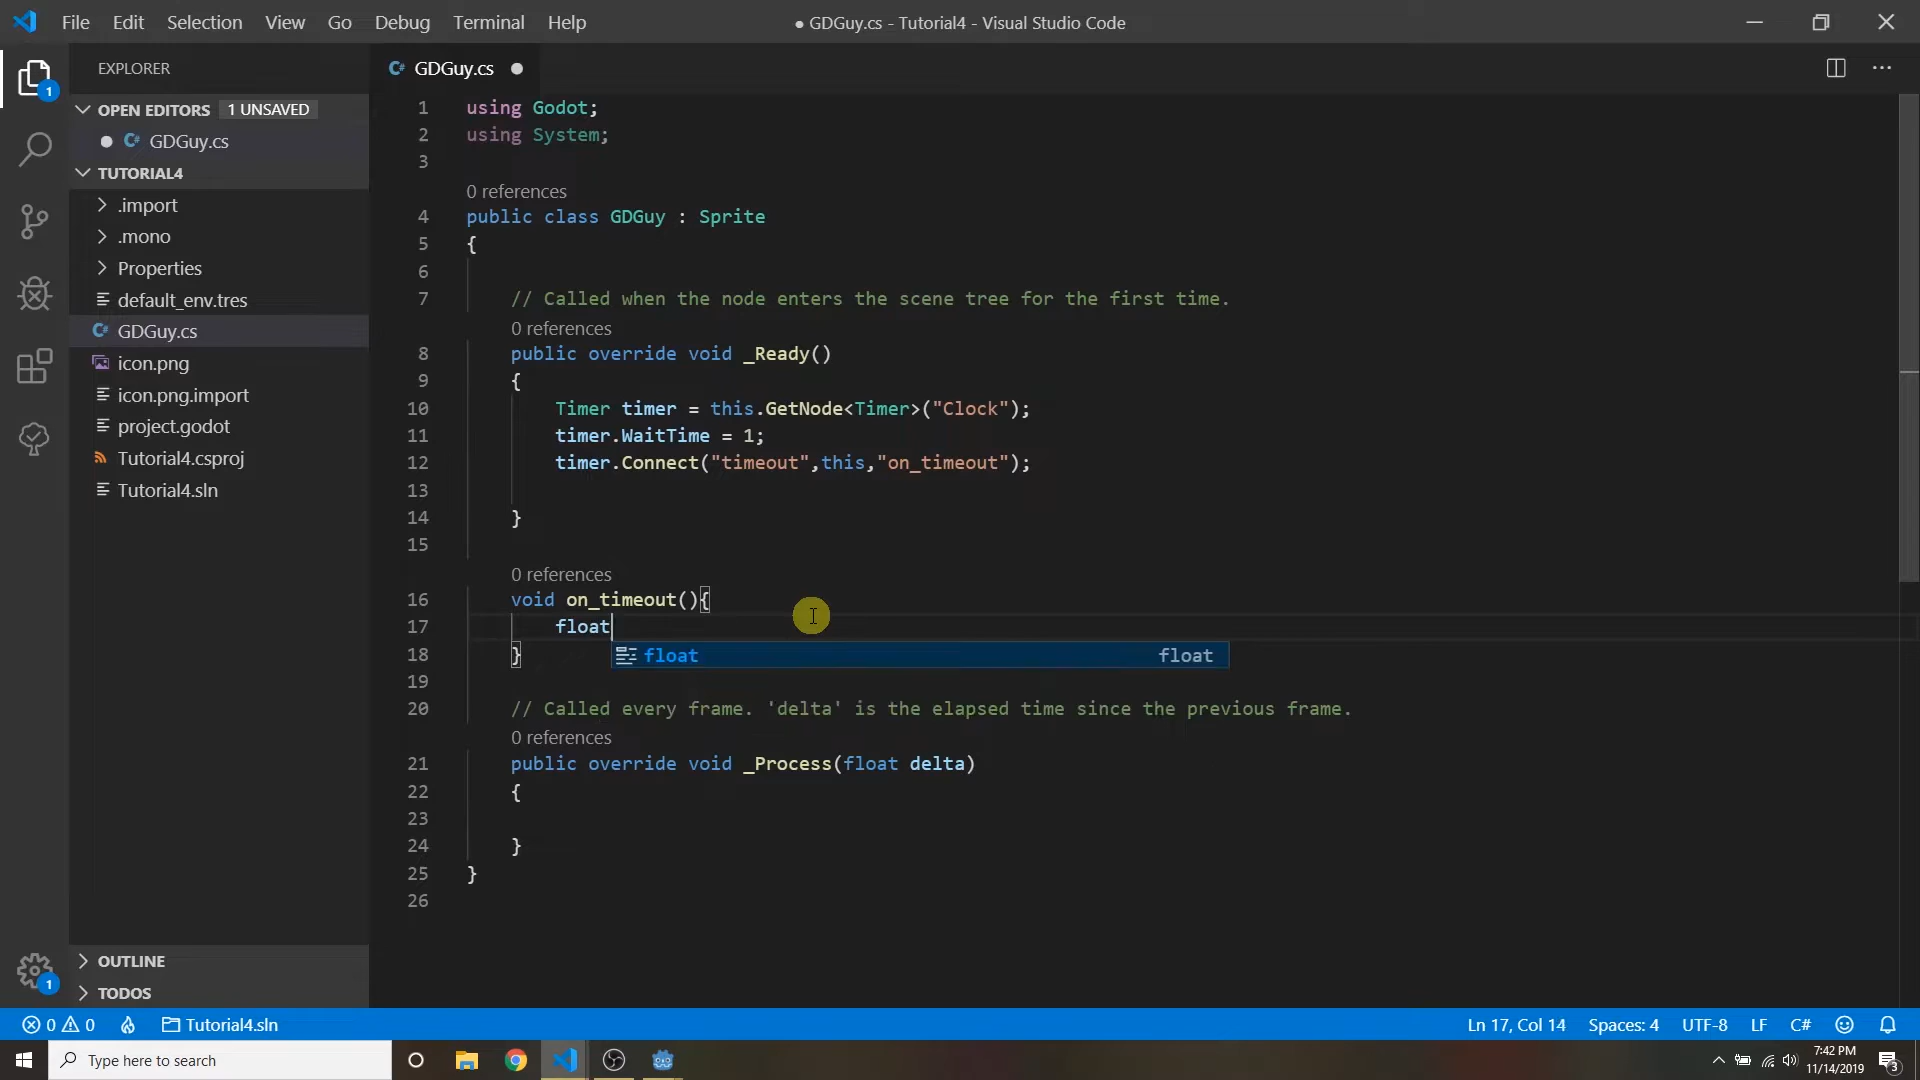 File Edit Selection View Go Debug Terminal Help
● GDGuy.cs - Tutorial4 - Visual Studio Code
EXPLORER
OPEN EDITORS 1 UNSAVED
GDGuy.cs
TUTORIAL4
.import
.mono
Properties
default_env.tres
GDGuy.cs
icon.png
icon.png.import
project.godot
Tutorial4.csproj
Tutorial4.sln
OUTLINE
TODOS
1
1
GDGuy.cs
1 using Godot;
2 using System;
3
0 references
4 public class GDGuy : Sprite
5 {
6
7 // Called when the node enters the scene tree for the first time.
0 references
8 public override void _Ready()
9 {
10 Timer timer = this.GetNode<Timer>("Clock");
11 timer.WaitTime = 1;
12 timer.Connect("timeout",this,"on_timeout");
13
14 }
15
0 references
16 void on_timeout(){
17 float
18 }
float float
19
20 // Called every frame. 'delta' is the elapsed time since the previous frame.
0 references
21 public override void _Process(float delta)
22 {
23
24 }
25 }
26
0 0 Tutorial4.sln
Ln 17, Col 14 Spaces: 4 UTF-8 LF C#
Type here to search
7:42 PM
11/14/2019
3